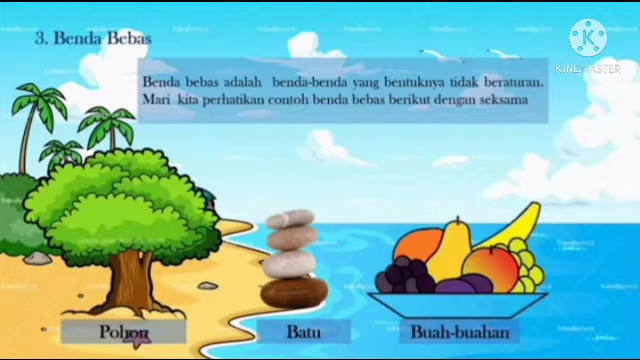 3. Benda Bebas
KINEMASTER
Benda bebas adalah benda-benda yang bentuknya tidak beraturan.
Mari kita perhatikan contoh benda bebas berikut dengan seksama
Pohon
Batu
Buah-buahan